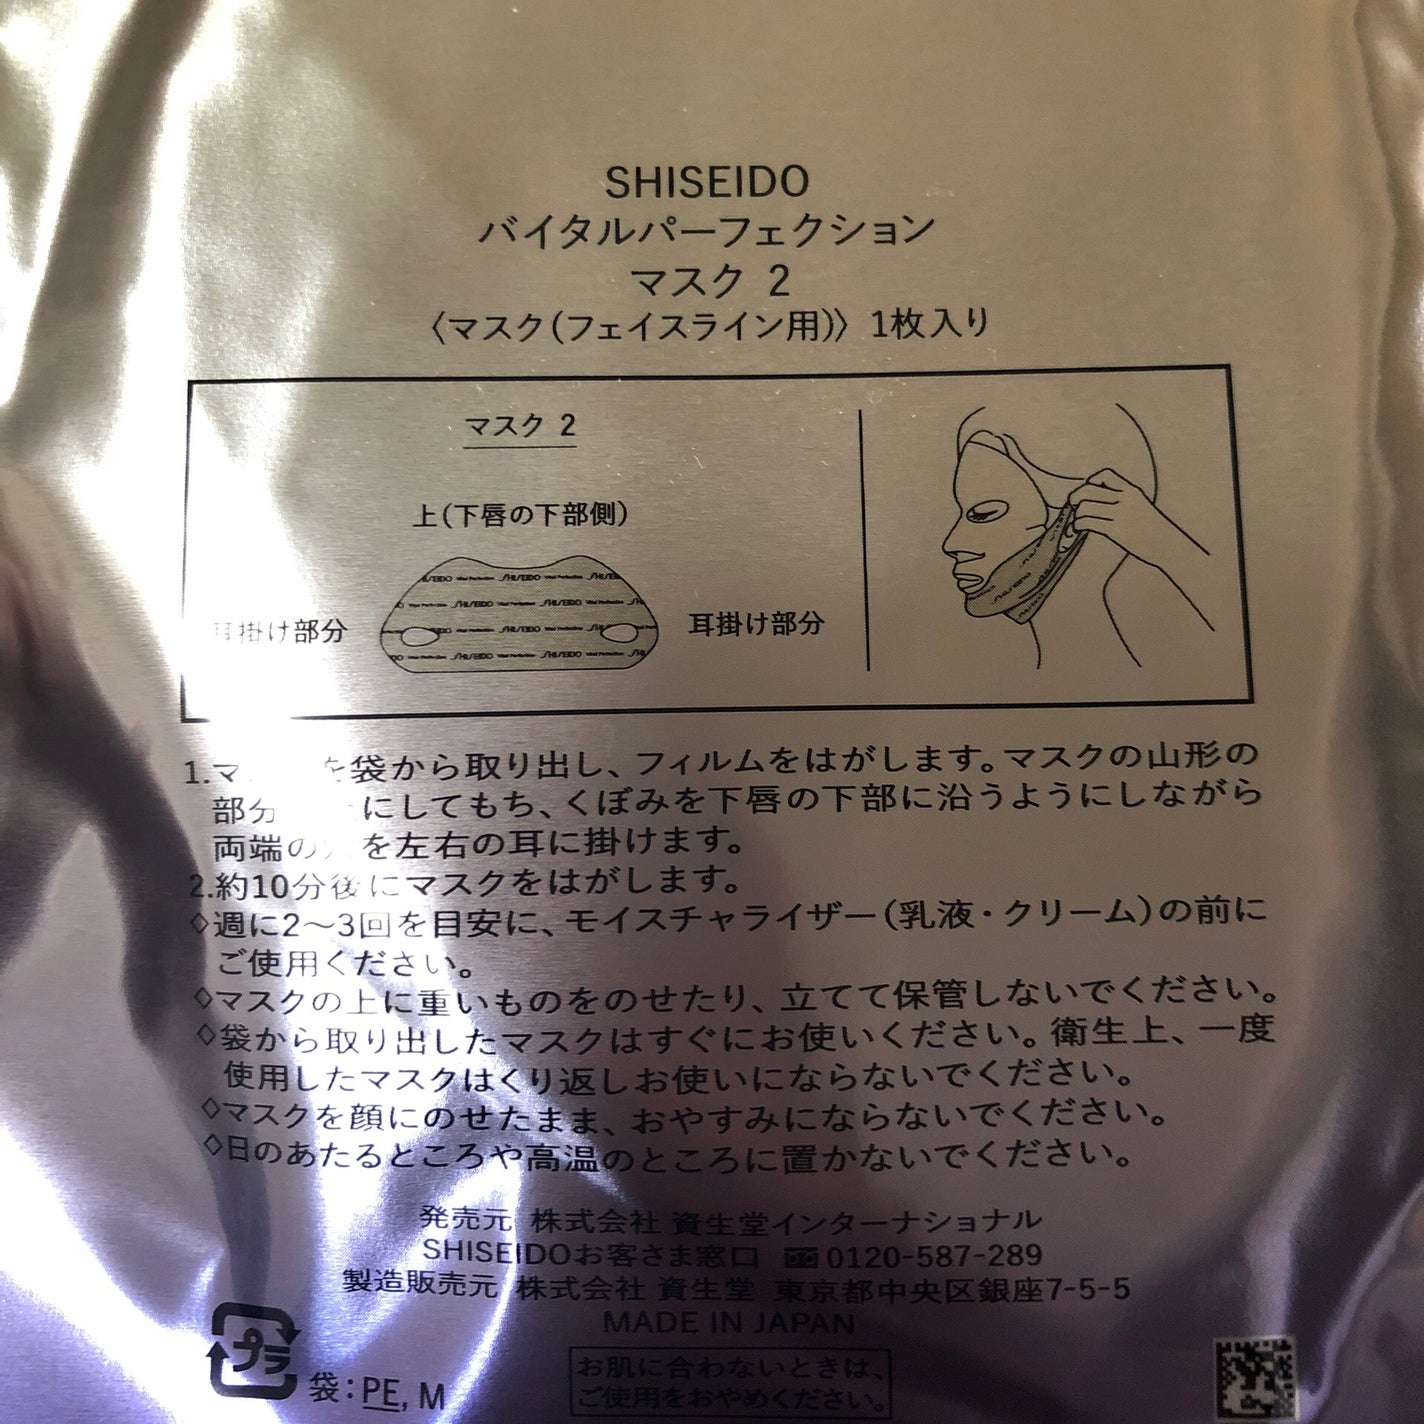 SHISEIDO
バイタルパーフェクション
マスク 2
〈マスク(フェイスライン用)〉 1枚入り
マスク 2
上(下唇の下部側)
耳掛け部分
耳掛け部分
1.マ を袋から取り出し、フィルムをはがします。マスクの山形の
部分 にしてもち、くぼみを下唇の下部に沿うようにしながら
両端の を左右の耳に掛けます。
2.約10分後にマスクをはがします。
◇週に2〜3回を目安に、モイスチャライザー(乳液・クリーム)の前に
ご使用ください。
◇マスクの上に重いものをのせたり、立てて保管しないでください。
◇袋から取り出したマスクはすぐにお使いください。衛生上、一度
使用したマスクはくり返しお使いにならないでください。
◇マスクを顔にのせたまま、おやすみにならないでください。
◇日のあたるところや高温のところに置かないでください。
発売元 株式会社 資生堂インターナショナル
SHISEIDOお客さま窓口 0120-587-289
製造販売元 株式会社 資生堂 東京都中央区銀座7-5-5
MADE IN JAPAN
プラ
袋：PE, M
お肌に合わないときは、
ご使用をおやめください。